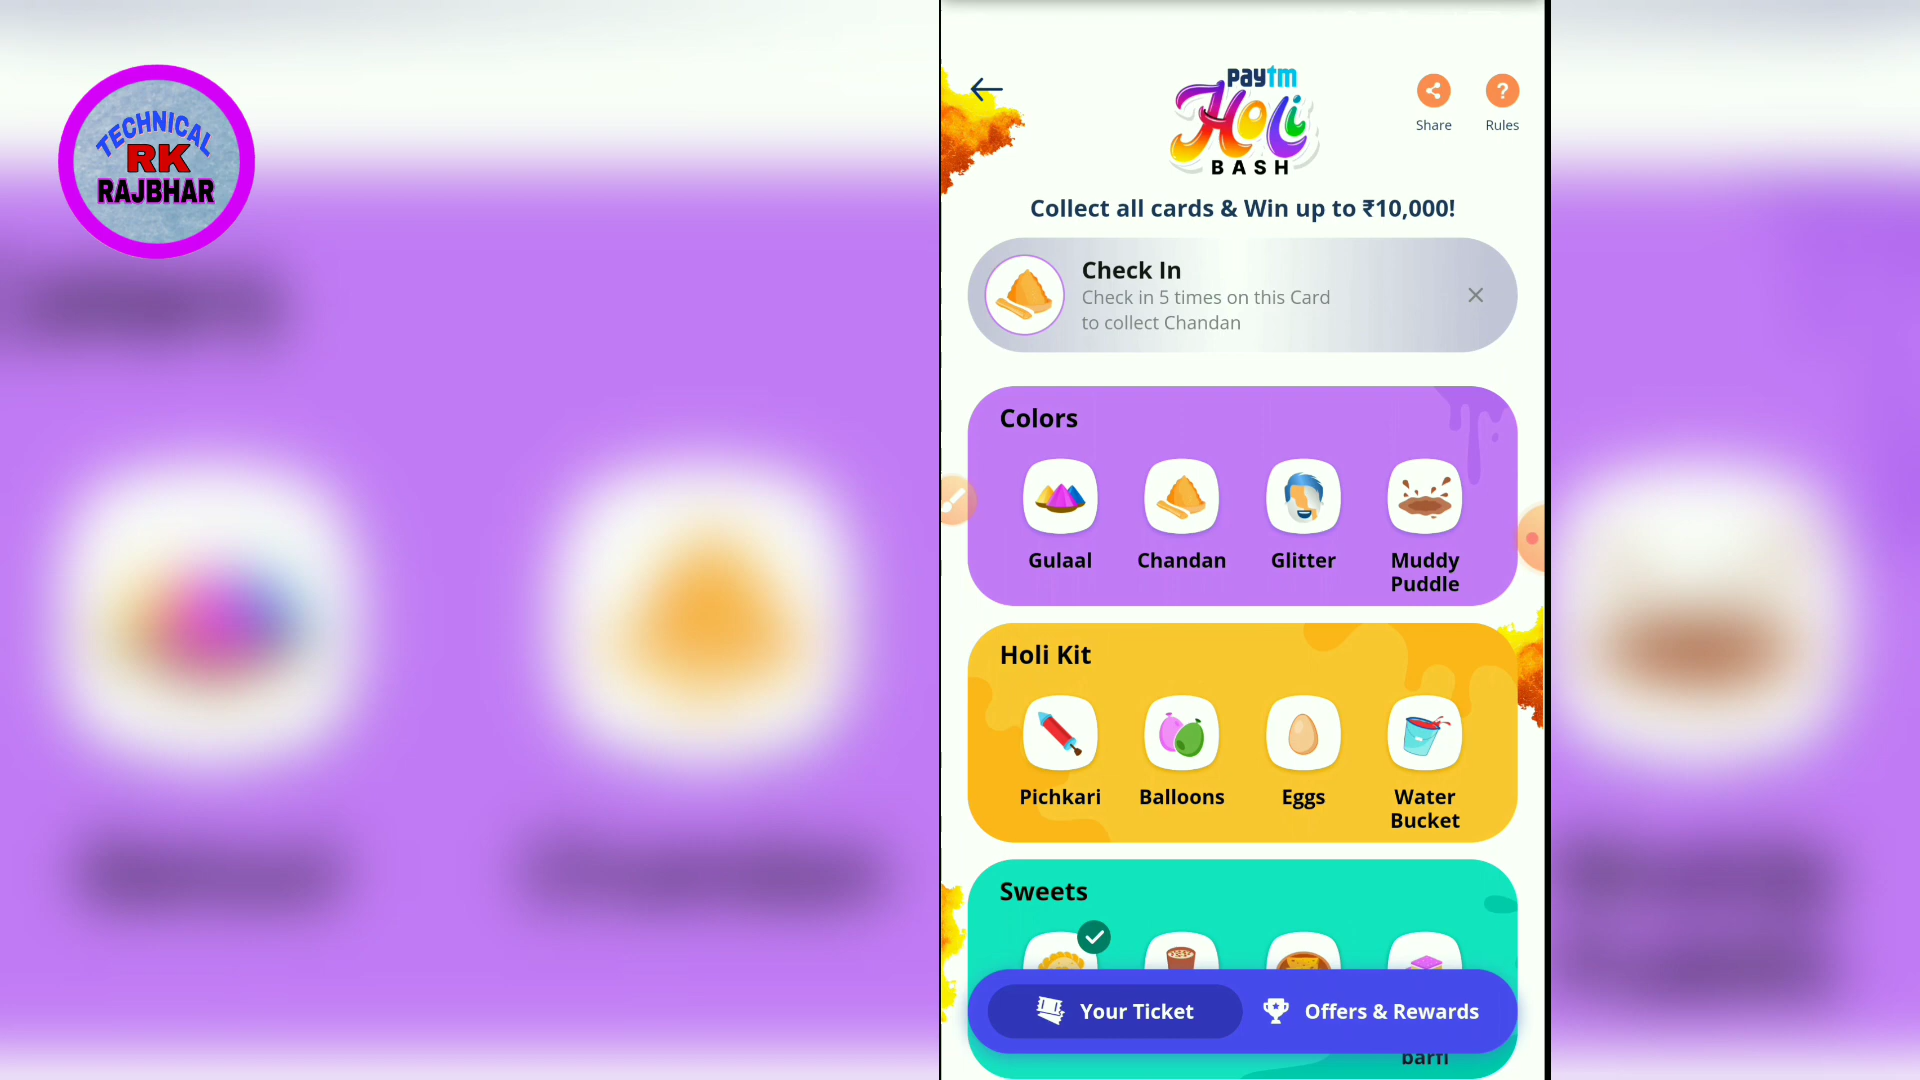 TECHNICAL
RK
RAJBHAR
paytm
Holi
BASH
Share
Rules
Collect all cards & Win up to ₹10,000!
Check In
Check in 5 times on this Card
to collect Chandan
Colors
Gulaal
Chandan
Glitter
Muddy
Puddle
Holi Kit
Pichkari
Balloons
Eggs
Water
Bucket
Sweets
Your Ticket
Offers & Rewards
barfi